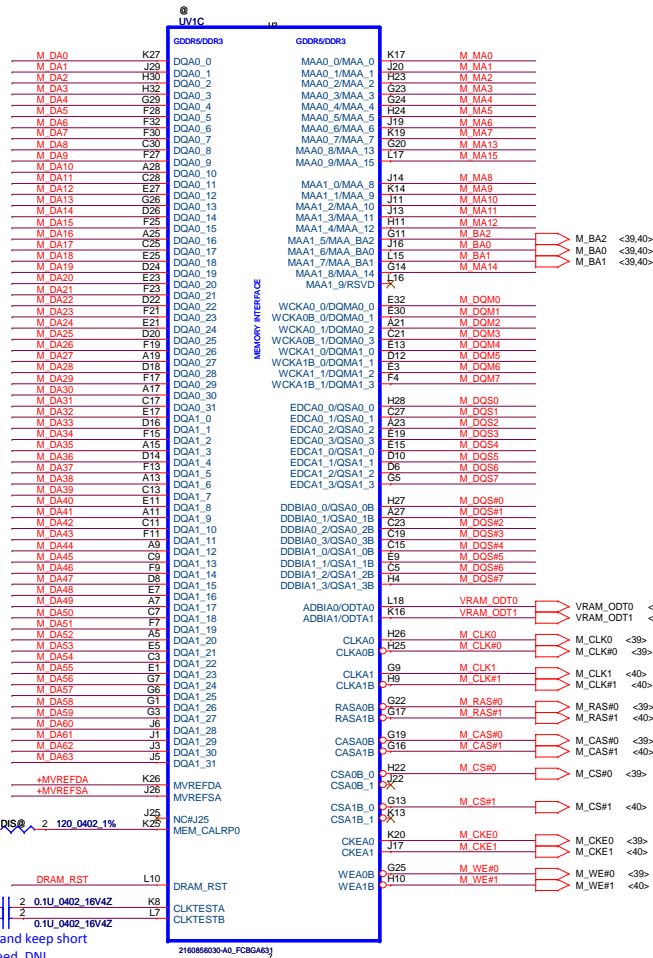 @
UV1C
GDDR5/DDR3 GDDR5/DDR3
MEMORY INTERFACE
M_DA0 K27 DQA0_0
M_DA1 J29 DQA0_1
M_DA2 H30 DQA0_2
M_DA3 H32 DQA0_3
M_DA4 G29 DQA0_4
M_DA5 F28 DQA0_5
M_DA6 F32 DQA0_6
M_DA7 F30 DQA0_7
M_DA8 C30 DQA0_8
M_DA9 F27 DQA0_9
M_DA10 A28 DQA0_10
M_DA11 C28 DQA0_11
M_DA12 E27 DQA0_12
M_DA13 G26 DQA0_13
M_DA14 D26 DQA0_14
M_DA15 F25 DQA0_15
M_DA16 A25 DQA0_16
M_DA17 C25 DQA0_17
M_DA18 E25 DQA0_18
M_DA19 D24 DQA0_19
M_DA20 E23 DQA0_20
M_DA21 F23 DQA0_21
M_DA22 D22 DQA0_22
M_DA23 F21 DQA0_23
M_DA24 E21 DQA0_24
M_DA25 D20 DQA0_25
M_DA26 F19 DQA0_26
M_DA27 A19 DQA0_27
M_DA28 D18 DQA0_28
M_DA29 F17 DQA0_29
M_DA30 A17 DQA0_30
M_DA31 C17 DQA0_31
M_DA32 E17 DQA1_0
M_DA33 D16 DQA1_1
M_DA34 F15 DQA1_2
M_DA35 A15 DQA1_3
M_DA36 D14 DQA1_4
M_DA37 F13 DQA1_5
M_DA38 A13 DQA1_6
M_DA39 C13 DQA1_7
M_DA40 E11 DQA1_8
M_DA41 A11 DQA1_9
M_DA42 C11 DQA1_10
M_DA43 F11 DQA1_11
M_DA44 A9 DQA1_12
M_DA45 C9 DQA1_13
M_DA46 F9 DQA1_14
M_DA47 D8 DQA1_15
M_DA48 E7 DQA1_16
M_DA49 A7 DQA1_17
M_DA50 C7 DQA1_18
M_DA51 F7 DQA1_19
M_DA52 A5 DQA1_20
M_DA53 E5 DQA1_21
M_DA54 C3 DQA1_22
M_DA55 E1 DQA1_23
M_DA56 G7 DQA1_24
M_DA57 G6 DQA1_25
M_DA58 G1 DQA1_26
M_DA59 G3 DQA1_27
M_DA60 J6 DQA1_28
M_DA61 J1 DQA1_29
M_DA62 J3 DQA1_30
M_DA63 J5 DQA1_31
+MVREFDA K26 MVREFDA
+MVREFSA J26 MVREFSA
J25 NC#J25
DIS@ 2 120_0402_1% K25 MEM_CALRP0
DRAM_RST L10 DRAM_RST
2 0.1U_0402_16V4Z K8 CLKTESTA
2 0.1U_0402_16V4Z L7 CLKTESTB
and keep short
MAA0_0/MAA_0 K17 M_MA0
MAA0_1/MAA_1 J20 M_MA1
MAA0_2/MAA_2 H23 M_MA2
MAA0_3/MAA_3 G23 M_MA3
MAA0_4/MAA_4 G24 M_MA4
MAA0_5/MAA_5 H24 M_MA5
MAA0_6/MAA_6 J19 M_MA6
MAA0_7/MAA_7 K19 M_MA7
MAA0_8/MAA_13 G20 M_MA13
MAA0_9/MAA_15 L17 M_MA15
MAA1_0/MAA_8 J14 M_MA8
MAA1_1/MAA_9 K14 M_MA9
MAA1_2/MAA_10 J11 M_MA10
MAA1_3/MAA_11 J13 M_MA11
MAA1_4/MAA_12 H11 M_MA12
MAA1_5/MAA_BA2 G11 M_BA2 M_BA2 <39,40>
MAA1_6/MAA_BA0 J16 M_BA0 M_BA0 <39,40>
MAA1_7/MAA_BA1 L15 M_BA1 M_BA1 <39,40>
MAA1_8/MAA_14 G14 M_MA14
MAA1_9/RSVD L16
WCKA0_0/DQMA0_0 E32 M_DQM0
WCKA0B_0/DQMA0_1 E30 M_DQM1
WCKA0_1/DQMA0_2 A21 M_DQM2
WCKA0B_1/DQMA0_3 C21 M_DQM3
WCKA1_0/DQMA1_0 E13 M_DQM4
WCKA1B_0/DQMA1_1 D12 M_DQM5
WCKA1_1/DQMA1_2 E3 M_DQM6
WCKA1B_1/DQMA1_3 F4 M_DQM7
EDCA0_0/QSA0_0 H28 M_DQS0
EDCA0_1/QSA0_1 C27 M_DQS1
EDCA0_2/QSA0_2 A23 M_DQS2
EDCA0_3/QSA0_3 E19 M_DQS3
EDCA1_0/QSA1_0 E15 M_DQS4
EDCA1_1/QSA1_1 D10 M_DQS5
EDCA1_2/QSA1_2 D6 M_DQS6
EDCA1_3/QSA1_3 G5 M_DQS7
DDBIA0_0/QSA0_0B H27 M_DQS#0
DDBIA0_1/QSA0_1B A27 M_DQS#1
DDBIA0_2/QSA0_2B C23 M_DQS#2
DDBIA0_3/QSA0_3B C19 M_DQS#3
DDBIA1_0/QSA1_0B C15 M_DQS#4
DDBIA1_1/QSA1_1B E9 M_DQS#5
DDBIA1_2/QSA1_2B C5 M_DQS#6
DDBIA1_3/QSA1_3B H4 M_DQS#7
ADBIA0/ODTA0 L18 VRAM_ODT0 VRAM_ODT0 <
ADBIA1/ODTA1 K16 VRAM_ODT1 VRAM_ODT1 <
CLKA0 H26 M_CLK0 M_CLK0 <39>
CLKA0B H25 M_CLK#0 M_CLK#0 <39>
CLKA1 G9 M_CLK1 M_CLK1 <40>
CLKA1B H9 M_CLK#1 M_CLK#1 <40>
RASA0B G22 M_RAS#0 M_RAS#0 <39>
RASA1B G17 M_RAS#1 M_RAS#1 <40>
CASA0B G19 M_CAS#0 M_CAS#0 <39>
CASA1B G16 M_CAS#1 M_CAS#1 <40>
CSA0B_0 H22 M_CS#0 M_CS#0 <39>
CSA0B_1 J22
CSA1B_0 G13 M_CS#1 M_CS#1 <40>
CSA1B_1 K13
CKEA0 K20 M_CKE0 M_CKE0 <39>
CKEA1 J17 M_CKE1 M_CKE1 <40>
WEA0B G25 M_WE#0 M_WE#0 <39>
WEA1B H10 M_WE#1 M_WE#1 <40>
2160856030-A0_FCBGA631